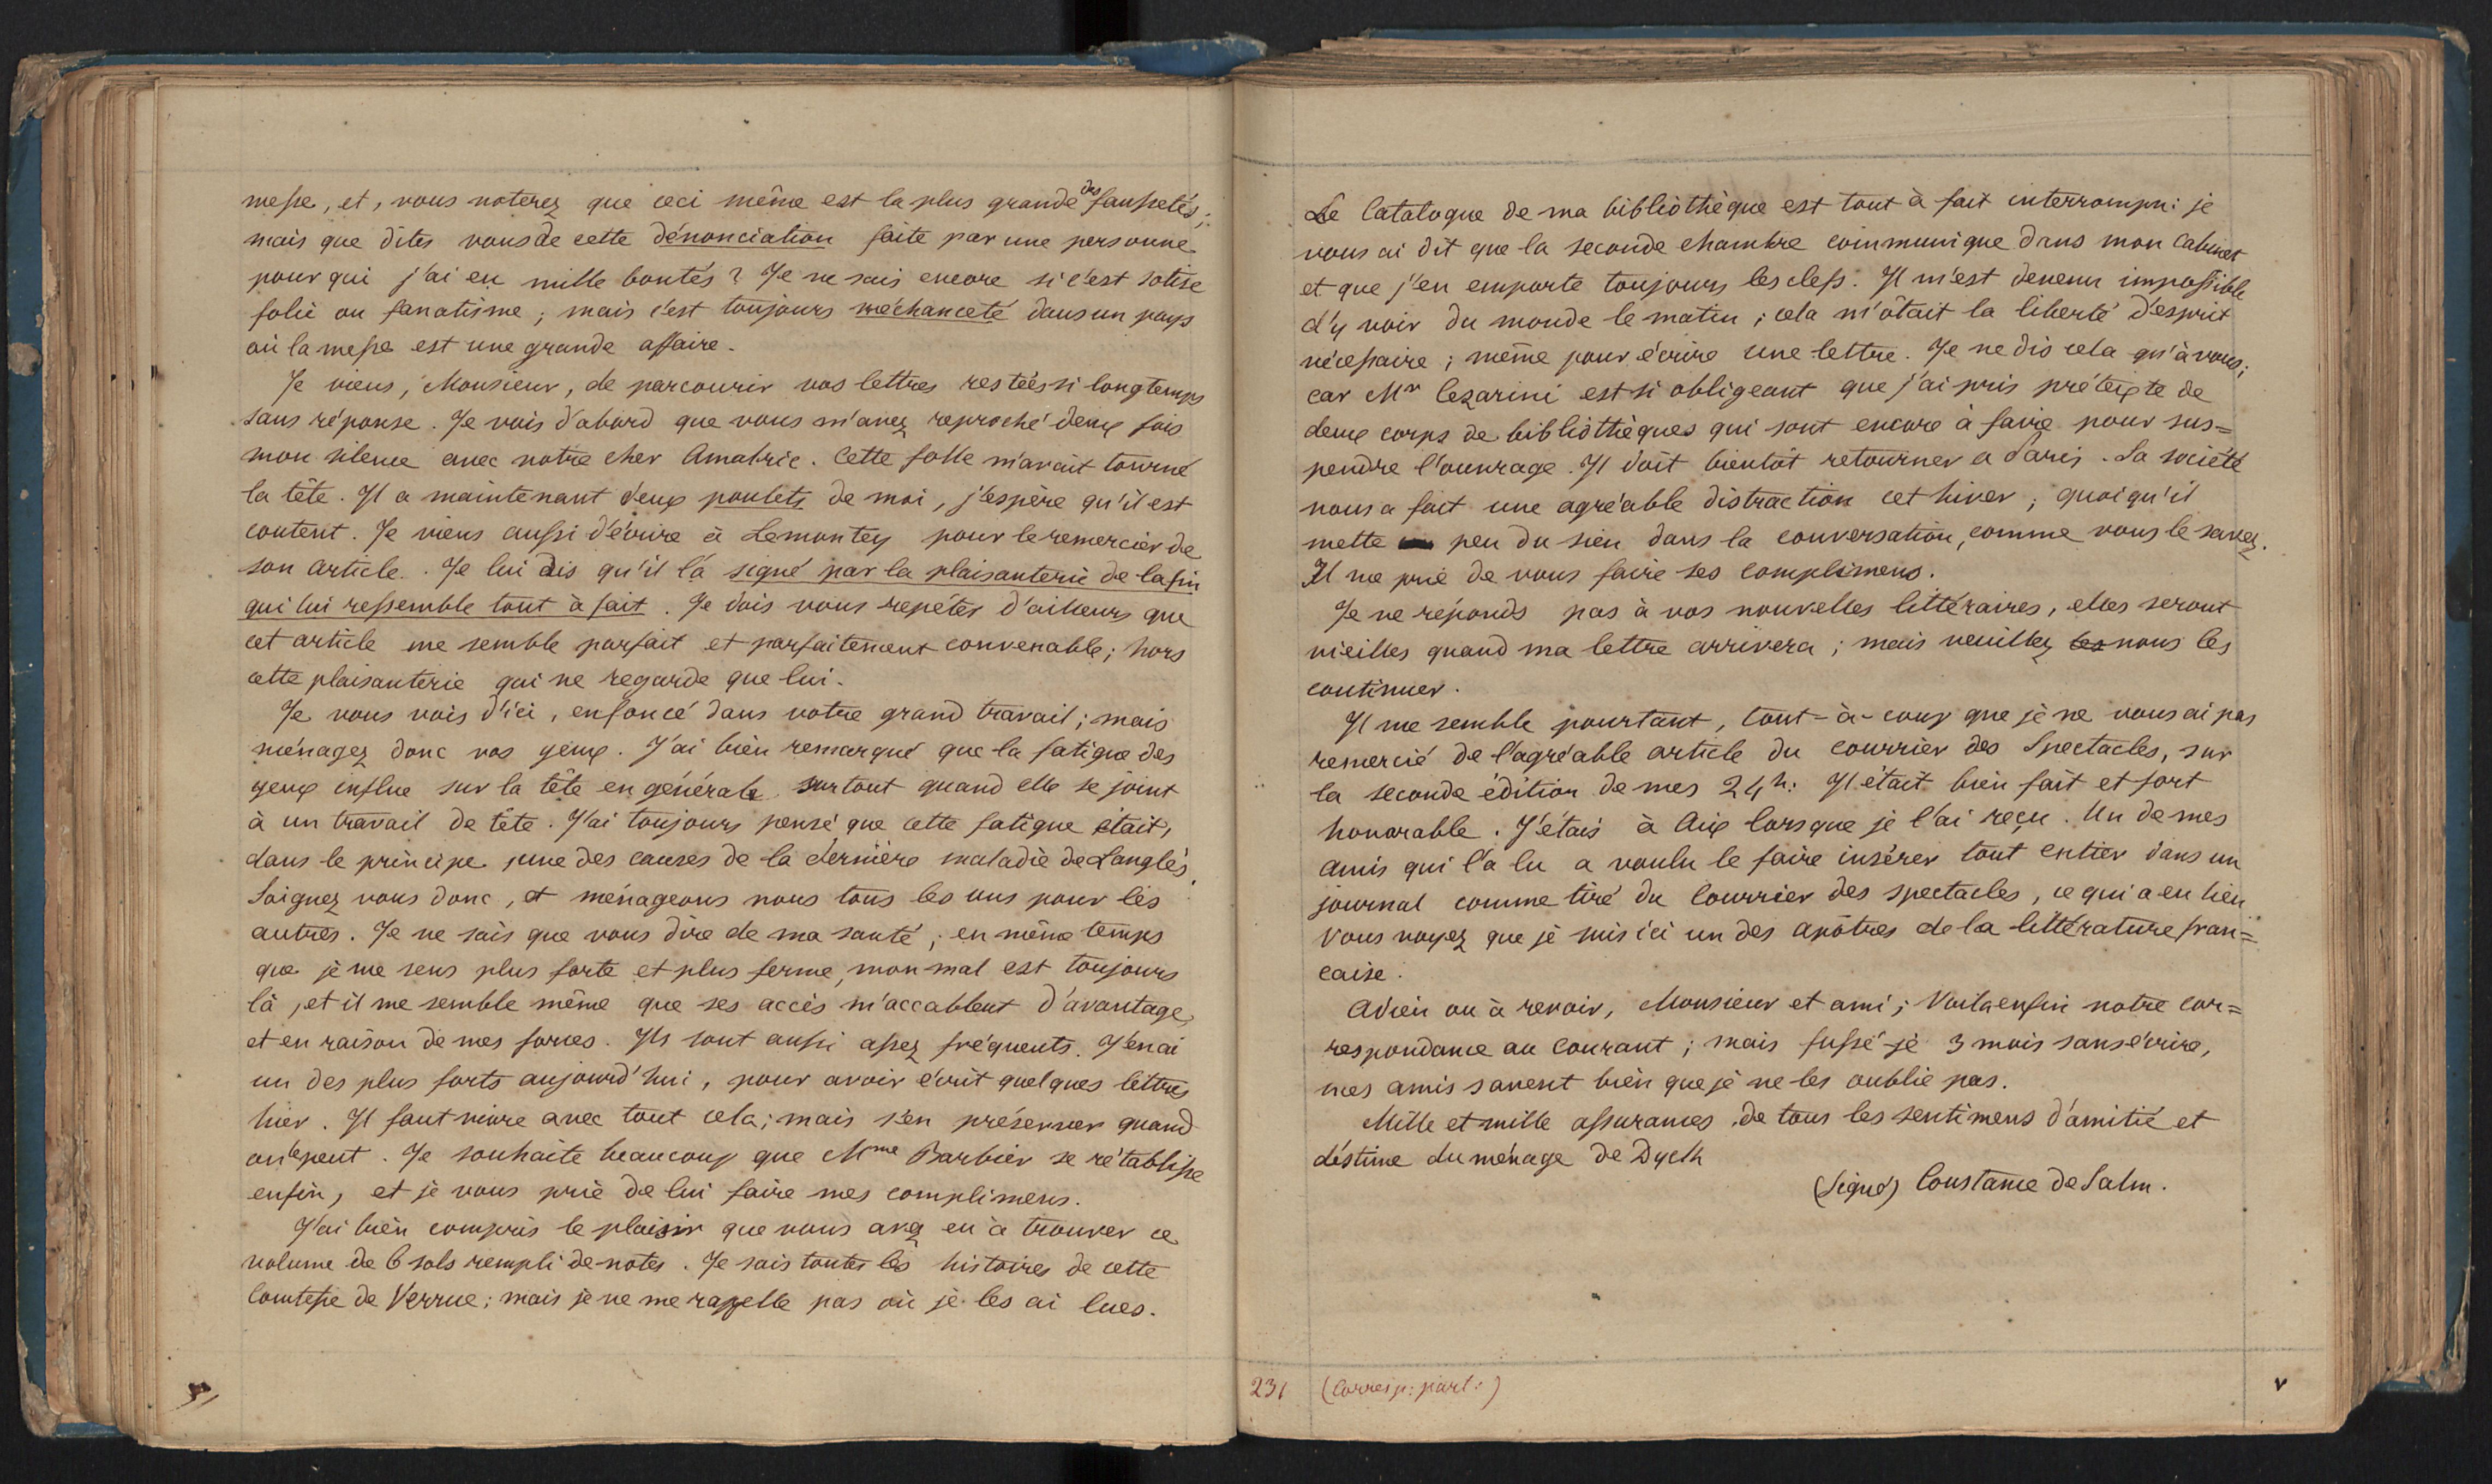 messe, et, vous noterez que ceci même est la plus grande des faussetés;
mais que dites vous de cette dénonciation faite par une personne
pour qui j'ai eu mille bontés? Je ne sais encore si c'est sotise
folie ou fanatisme; mais c'est toujours méchanceté dans un pays
où la messe est une grande affaire.
Je viens, Monsieur, de parcourir vos lettres restées si longtemps
sans réponse. Je vois d'abord que vous m'avez reproché deux fois
mon silence avec notre cher Amalric. Cette folle m'avait tourné
la tête. Il a maintenant deux poulets de moi, j'espère qu'il est
content. Je viens aussi d'écrire à Lemontey pour le remercier de
son article. Je lui dis qu'il l'a signé par la plaisanterie de la fin
qui lui ressemble tout à fait. Je dois vous repéter d'ailleurs que
cet article me semble parfait et parfaitement convenable; hors
cette plaisanterie qui ne regarde que lui.
Je vous vois d'ici, enfoncé dans votre grand travail; mais
ménagez donc vos yeux. J'ai bien remarqué que la fatigue des
yeux influe sur la tête en générale surtout quand elle se joint
à un travail de tête. J'ai toujours pensé que cette fatigue était,
dans le principe, une des causes de la dernière maladie de Langlès.
Soignez vous donc, et ménageons nous tous les uns pour les
autres. Je ne sais que vous dire de ma santé; en même temps
que je me sens plus forte et plus ferme, mon mal est toujours
là, et il me semble même que ses accès m'accablent d'avantage,
et en raison de mes forces. Ils sont aussi assez fréquents. J'en ai
un des plus forts aujourd'hui, pour avoir écrit quelques lettres
hier. Il faut vivre avec tout cela; mais s'en préserver quand
on le peut. Je souhaite beaucoup que Mme Barbier se rétablisse
enfin, et je vous prie de lui faire mes complimens.
J'ai bien compris le plaisir que vous avez eu à trouver ce
volume de 6 sols rempli de notes. Je sais toutes les histoires de cette
Comtesse de Verrue; mais je ne me rappelle pas où je les ai lues.
Le Catalogue de ma bibliothèque est tout à fait interrompu: je
vous ai dit que la seconde chambre communique dans mon Cabinet
et que j'en emporte toujours les clefs. Il m'est devenu impossible
d'y voir du monde le matin; cela m'ôtait la liberté d'esprit
nécessaire; même pour écrire une lettre. Je ne dis cela qu'à vous;
car Mr Cezarini est si obligeant que j'ai pris prétexte de
deux corps de bibliothèques qui sont encore à faire pour sus=
pendre l'ouvrage. Il doit bientôt retourner à Paris. Sa société
nous a fait une agréable distraction cet hiver; quoiqu'il
mette peu du sien dans la conversation, comme vous le savez.
Il me prie de vous faire ses complimens.
Je ne réponds pas à vos nouvelles littéraires, elles seront
vieilles quand ma lettre arrivera; mais veuillez les nous les
continuer.
Il me semble pourtant, tout-à-coup que je ne vous ai pas
remercié de l'agréable article du courrier des Spectacles, sur
la seconde édition de mes 24h: Il était bien fait et fort
honorable. J'étais à Aix lorsque je l'ai reçu. Un de mes
amis qui l'a lu a voulu le faire insérer tout entier dans un
journal comme tiré du Courrier des spectacles, ce qui a eu lieu
Vous voyez que je suis ici un des apôtres de la littérature fran=
caise.
Adieu ou à revoir, Monsieur et ami; Voila enfin notre cor=
respondance au courant; mais fussé-je 3 mois sans écrire,
mes amis savent bien que je ne les oublie pas.
Mille et mille assurances de tous les sentimens d'amitié et
d'éstime du ménage de Dyck
(Signé) Constance de Salm.
231 (Corresp: part:)
v